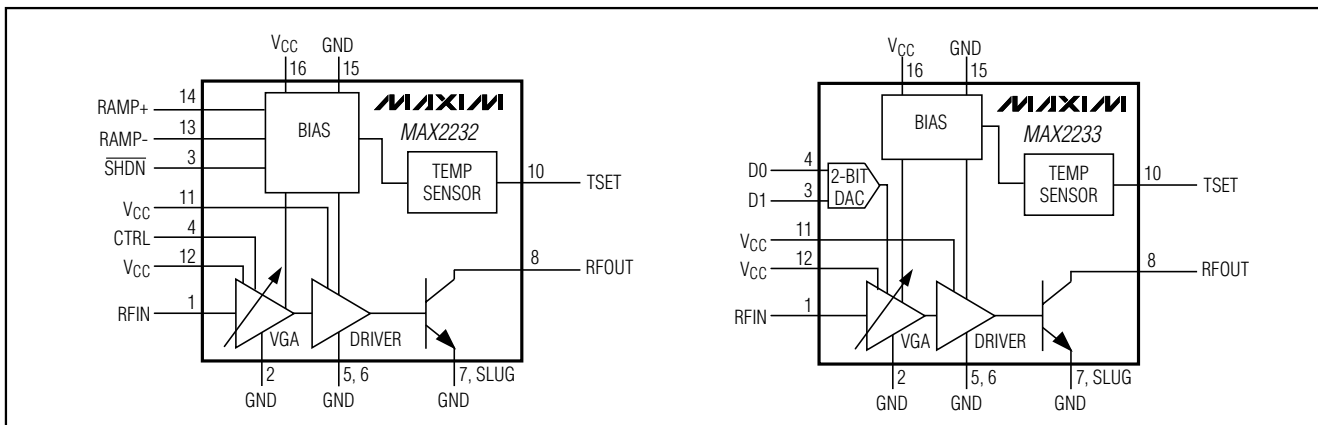 VCC GND
16 15
RAMP+ 14
RAMP- 13
SHDN 3
VCC 11
CTRL 4
VCC 12
RFIN 1
BIAS
MAXIM
MAX2232
TEMP
SENSOR
10 TSET
8 RFOUT
VGA
DRIVER
2
GND
5, 6
GND
7, SLUG
GND
VCC GND
16 15
D0 4
D1 3
2-BIT
DAC
VCC 11
VCC 12
RFIN 1
BIAS
MAXIM
MAX2233
TEMP
SENSOR
10 TSET
8 RFOUT
VGA
DRIVER
2
GND
5, 6
GND
7, SLUG
GND